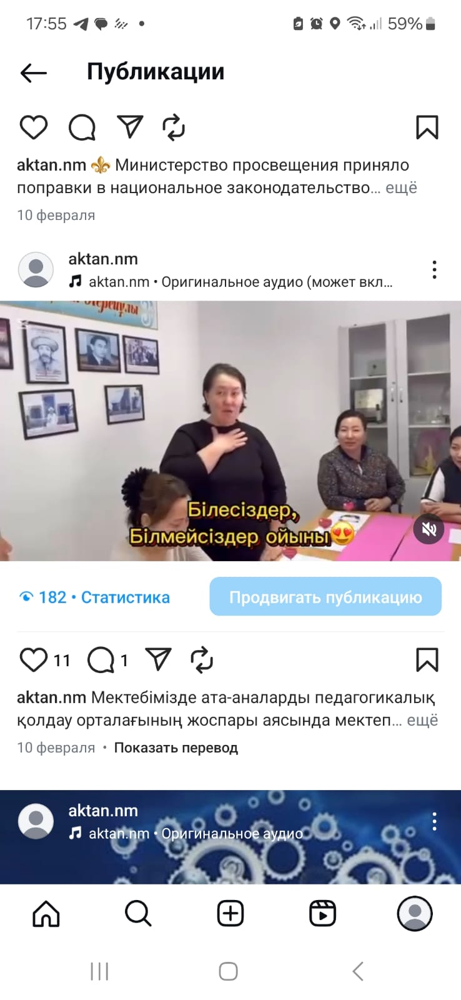 17:55
59%
Публикации
aktan.nm ⚜️ Министерство просвещения приняло
поправки в национальное законодательство... ещё
10 февраля
aktan.nm
aktan.nm • Оригинальное аудио (может вкл...
Білесіздер,
Білмейсіздер ойыны😍
182 • Статистика
Продвигать публикацию
11
1
aktan.nm Мектебімізде ата-аналарды педагогикалық
қолдау орталағының жоспары аясында мектеп... ещё
10 февраля • Показать перевод
aktan.nm
aktan.nm • Оригинальное аудио